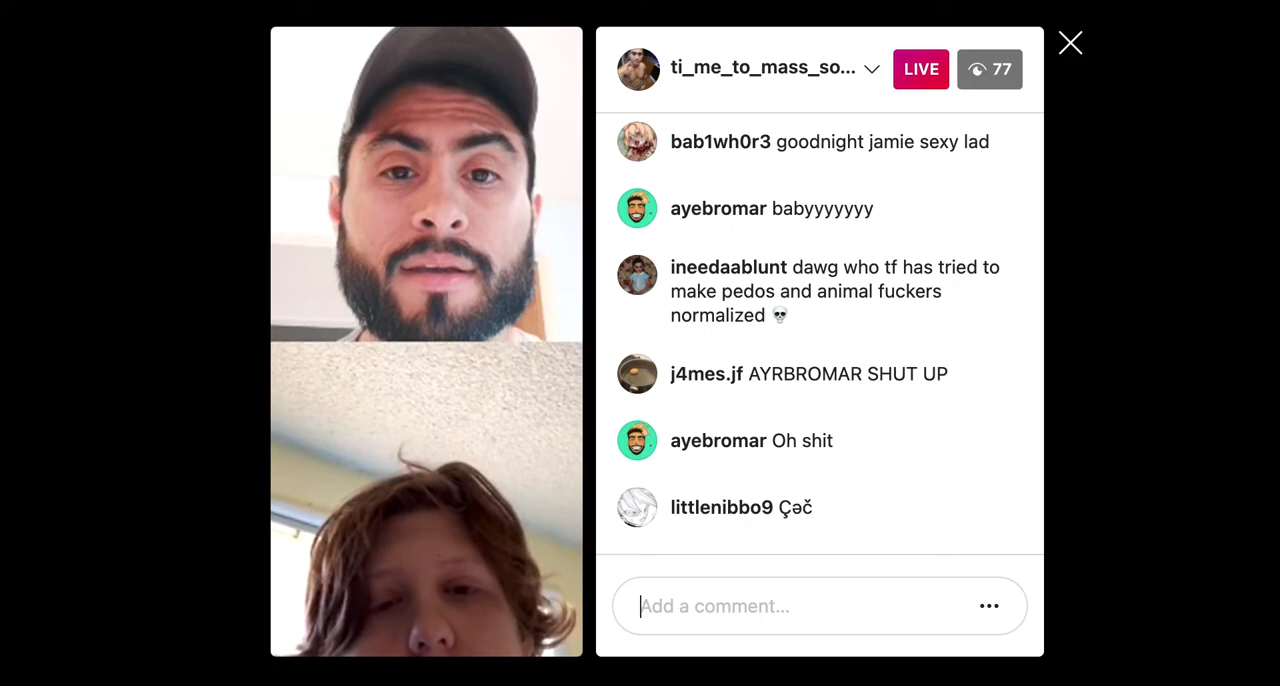 ti_me_to_mass_so...
LIVE
77
bab1wh0r3 goodnight jamie sexy lad
ayebromar babyyyyyyy
ineedaablunt dawg who tf has tried to
make pedos and animal fuckers
normalized 💀
j4mes.jf AYRBROMAR SHUT UP
ayebromar Oh shit
littlenibbo9 Çəč
Add a comment...